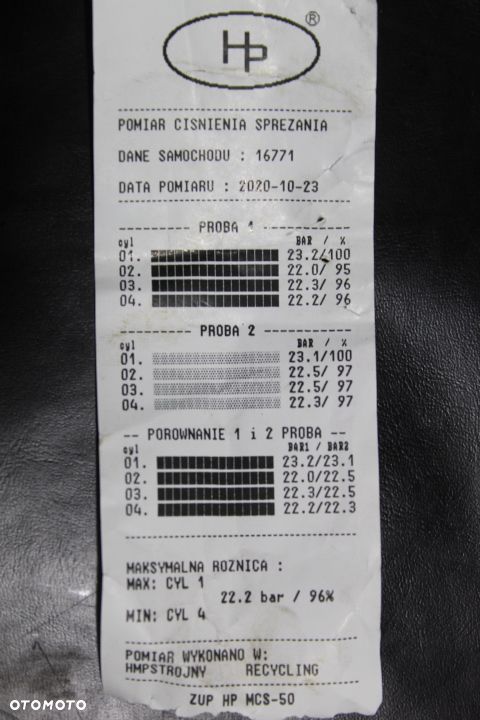 Hp ®
POMIAR CISNIENIA SPREZANIA
DANE SAMOCHODU : 16771
DATA POMIARU : 2020-10-23
PROBA 1
cyl BAR / %
01. 23.2/100
02. 22.0/ 95
03. 22.3/ 96
04. 22.2/ 96
PROBA 2
cyl BAR / %
01. 23.1/100
02. 22.5/ 97
03. 22.5/ 97
04. 22.3/ 97
-- POROWNANIE 1 i 2 PROBA --
cyl BAR1 / BAR2
01. 23.2/23.1
02. 22.0/22.5
03. 22.3/22.5
04. 22.2/22.3
MAKSYMALNA ROZNICA :
MAX: CYL 1
22.2 bar / 96%
MIN: CYL 4
POMIAR WYKONANO W:
HMPSTROJNY RECYCLING
ZUP HP MCS-50
OTOMOTO